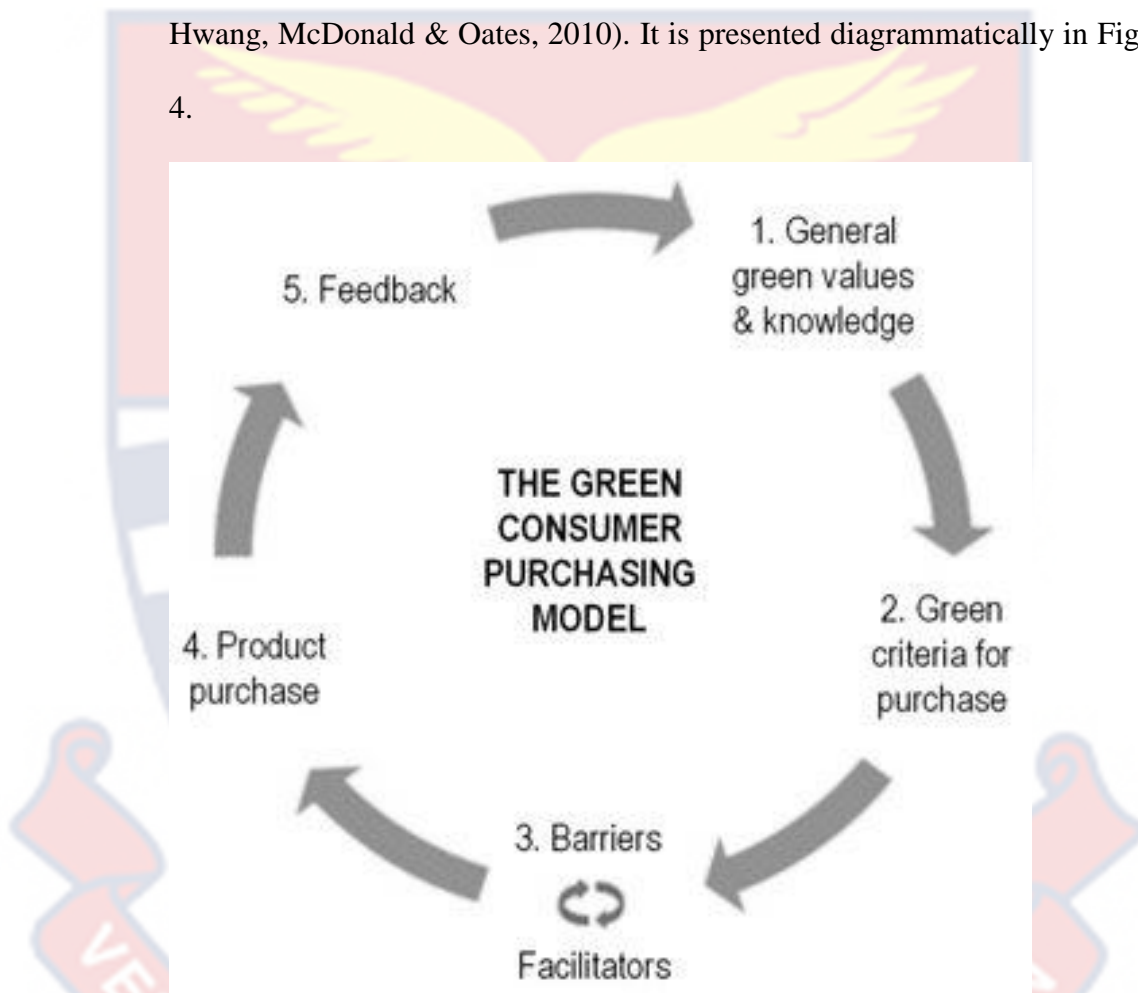 Hwang, McDonald & Oates, 2010). It is presented diagrammatically in Fig
4.
1. General
green values
& knowledge
2. Green
criteria for
purchase
3. Barriers
Facilitators
4. Product
purchase
5. Feedback
THE GREEN
CONSUMER
PURCHASING
MODEL
VE